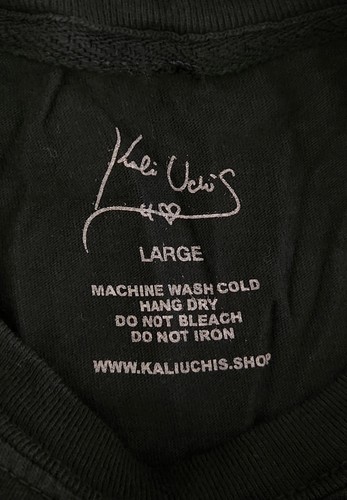 Kali Uchis
LARGE
MACHINE WASH COLD
HANG DRY
DO NOT BLEACH
DO NOT IRON
WWW.KALIUCHIS.SHOP